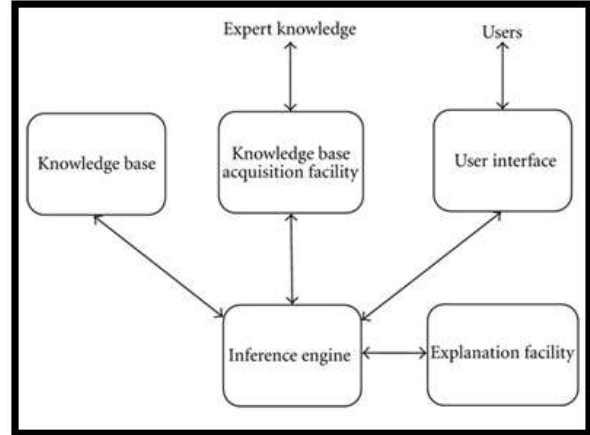 Expert knowledge
Users
Knowledge base
Knowledge base
acquisition facility
User interface
Inference engine
Explanation facility